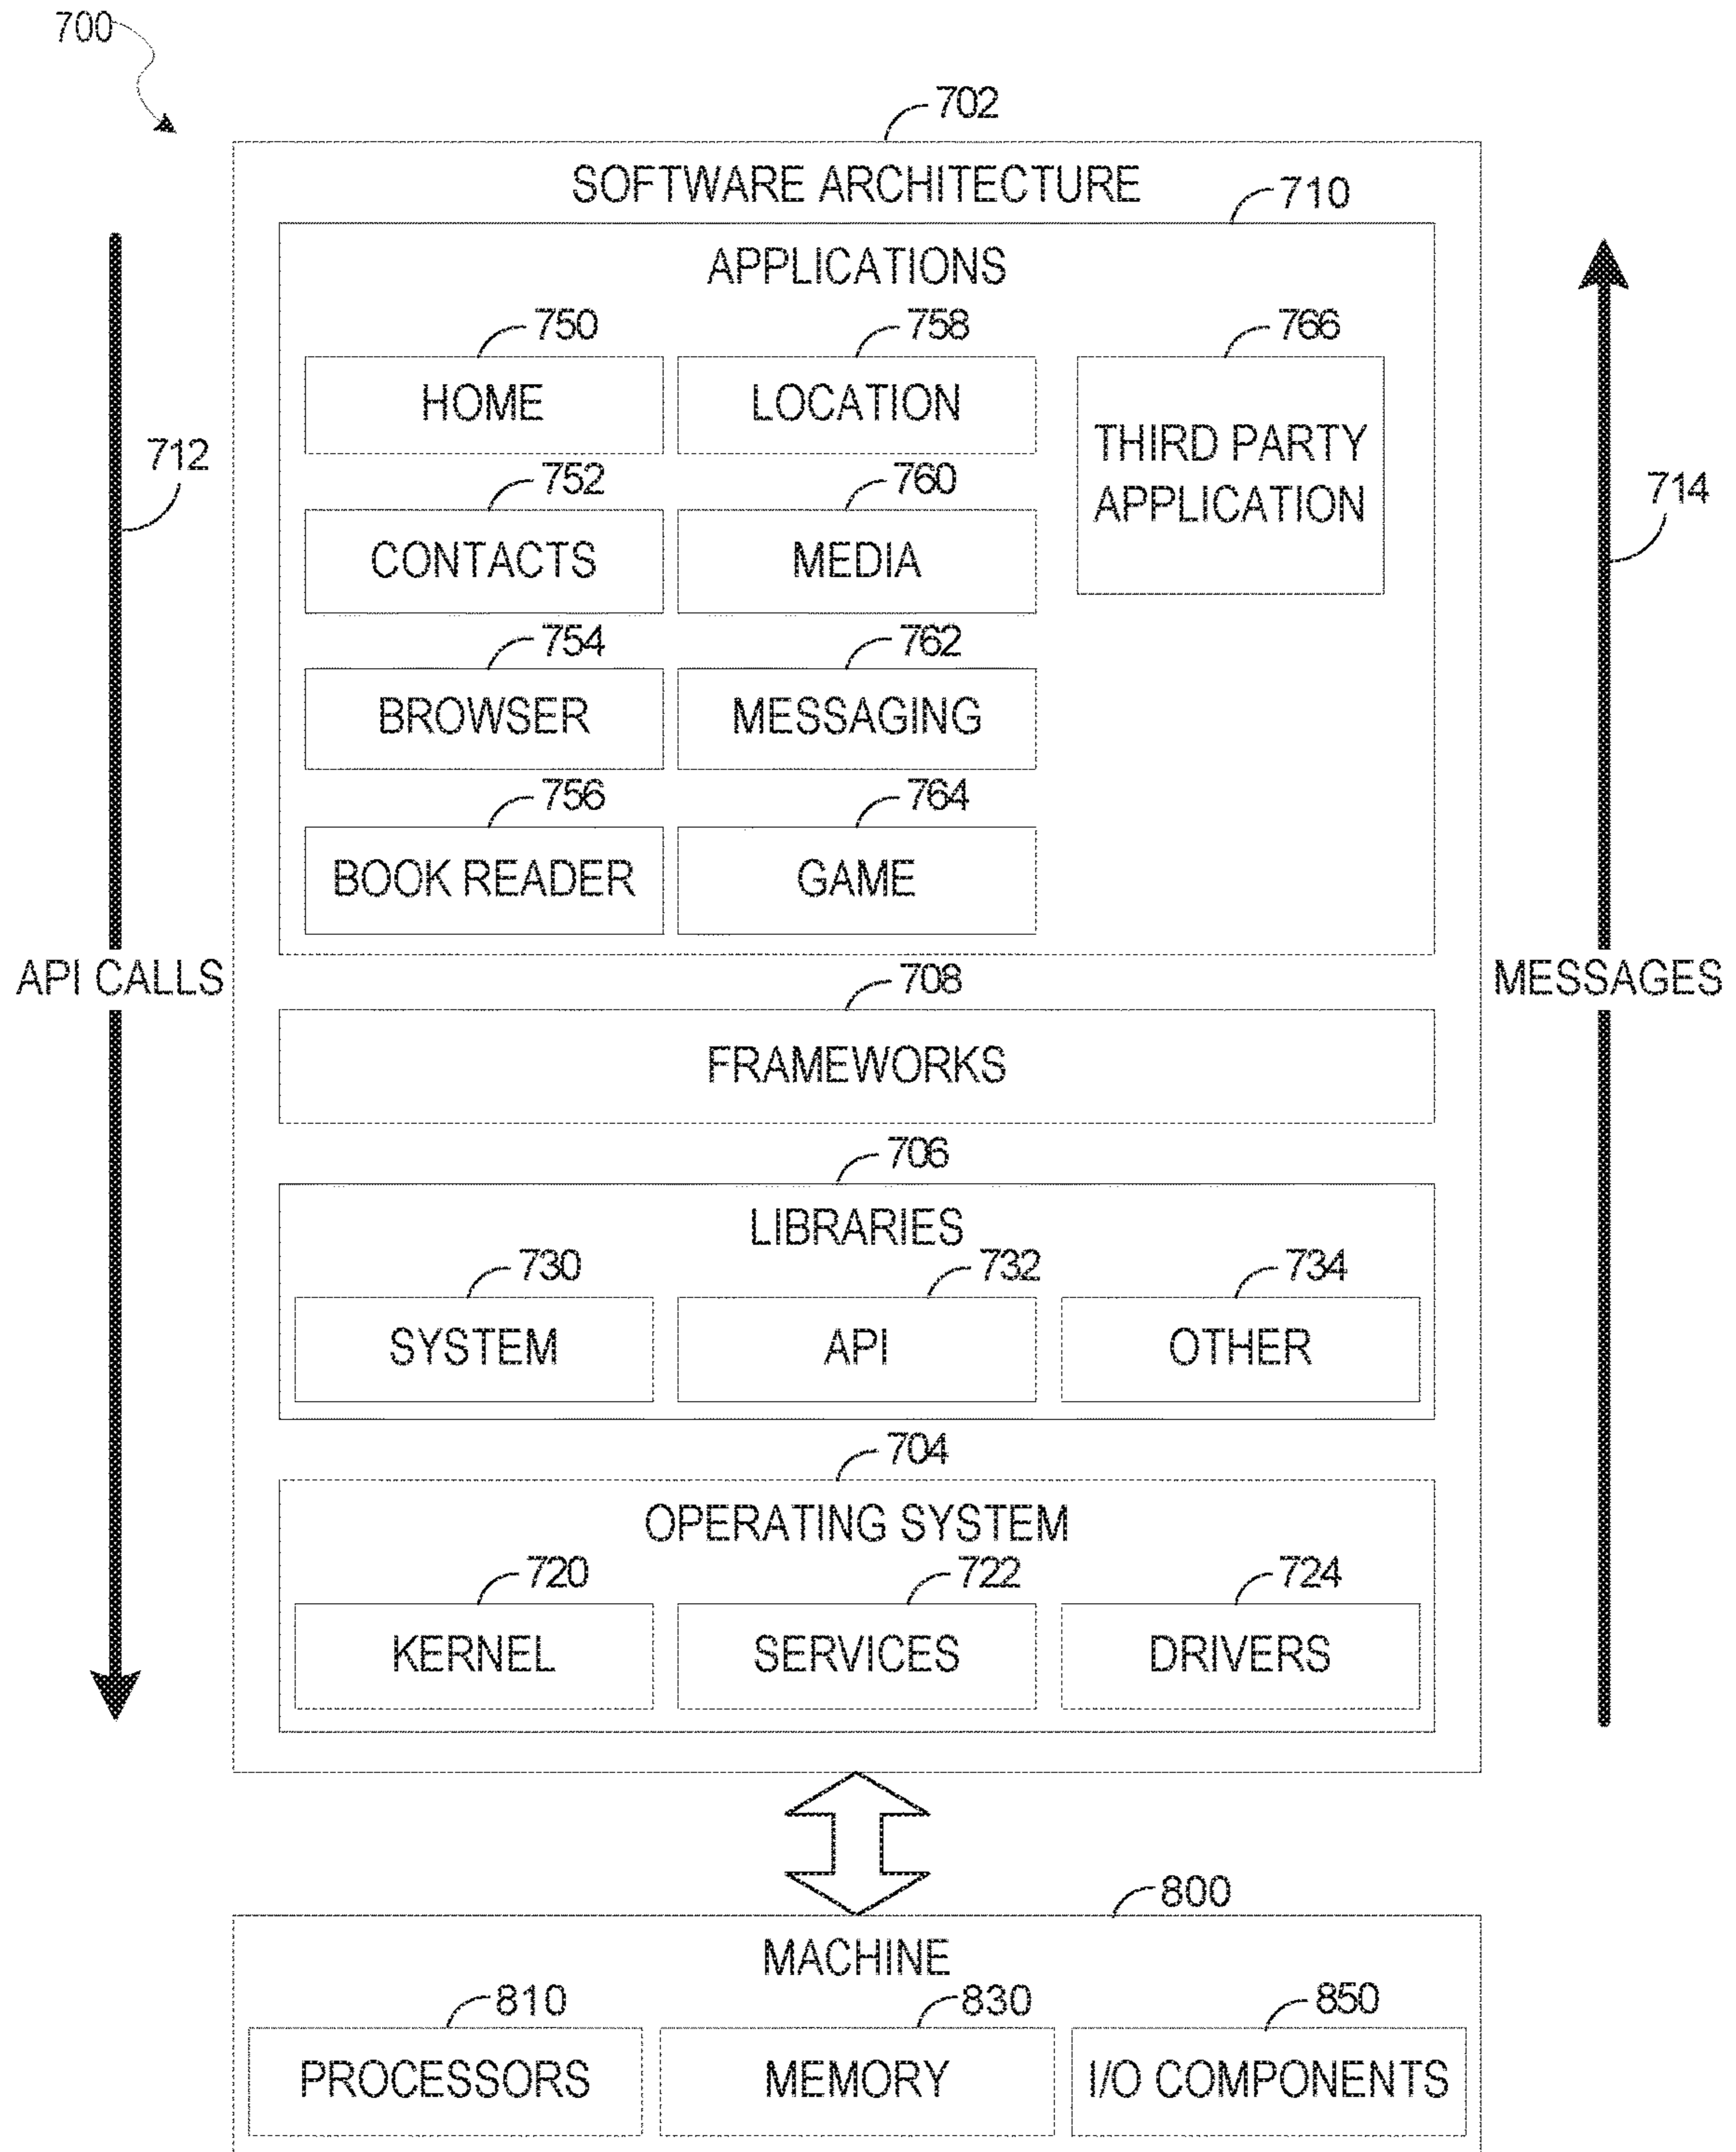 700
702
SOFTWARE ARCHITECTURE
710
APPLICATIONS
750
758
766
HOME
LOCATION
THIRD PARTY
APPLICATION
712
752
760
714
CONTACTS
MEDIA
754
762
BROWSER
MESSAGING
756
764
BOOK READER
GAME
API CALLS
MESSAGES
708
FRAMEWORKS
706
LIBRARIES
730
732
734
SYSTEM
API
OTHER
704
OPERATING SYSTEM
720
722
724
KERNEL
SERVICES
DRIVERS
800
MACHINE
810
830
850
PROCESSORS
MEMORY
I/O COMPONENTS